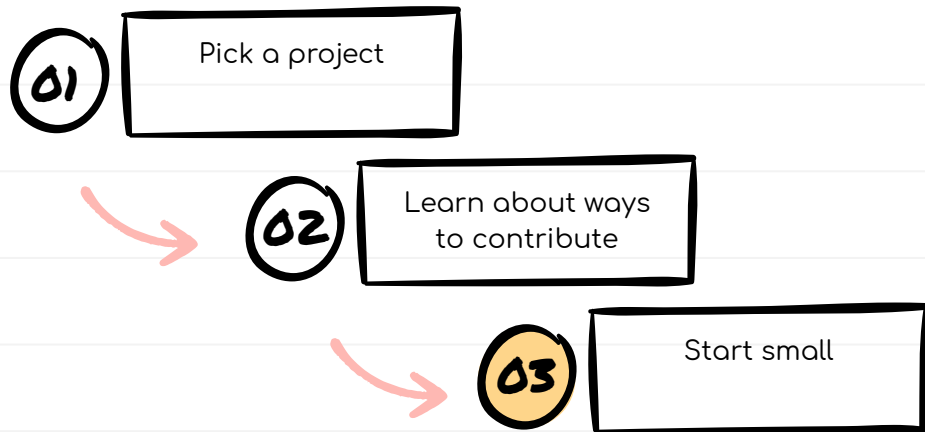 01
Pick a project
02
Learn about ways
to contribute
03
Start small